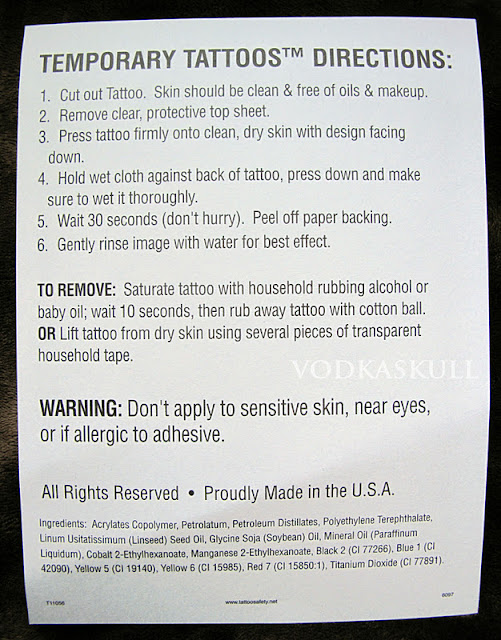 TEMPORARY TATTOOS™ DIRECTIONS:
1. Cut out Tattoo. Skin should be clean & free of oils & makeup.
2. Remove clear, protective top sheet.
3. Press tattoo firmly onto clean, dry skin with design facing
down.
4. Hold wet cloth against back of tattoo, press down and make
sure to wet it thoroughly.
5. Wait 30 seconds (don't hurry). Peel off paper backing.
6. Gently rinse image with water for best effect.
TO REMOVE: Saturate tattoo with household rubbing alcohol or
baby oil; wait 10 seconds, then rub away tattoo with cotton ball.
OR Lift tattoo from dry skin using several pieces of transparent
household tape.
VODKASKULL
WARNING: Don't apply to sensitive skin, near eyes,
or if allergic to adhesive.
All Rights Reserved • Proudly Made in the U.S.A.
Ingredients: Acrylates Copolymer, Petrolatum, Petroleum Distillates, Polyethylene Terephthalate,
Linum Usitatissimum (Linseed) Seed Oil, Glycine Soja (Soybean) Oil, Mineral Oil (Paraffinum
Liquidum), Cobalt 2-Ethylhexanoate, Manganese 2-Ethylhexanoate, Black 2 (CI 77266), Blue 1 (CI
42090), Yellow 5 (CI 19140), Yellow 6 (CI 15985), Red 7 (CI 15850:1), Titanium Dioxide (CI 77891).
www.tattoosafety.net